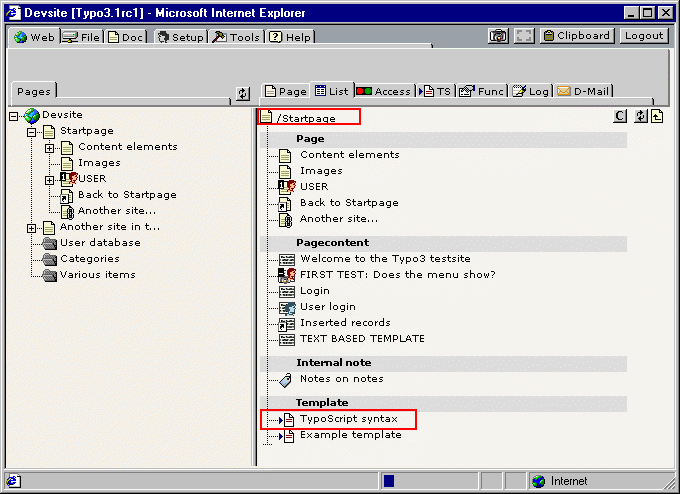 Devsite [Typo3.1rc1] - Microsoft Internet Explorer
Web File Doc Setup Tools Help Clipboard Logout
Pages Page List Access TS Func Log D-Mail
Devsite
Startpage
Content elements
Images
USER
Back to Startpage
Another site...
Another site in t...
User database
Categories
Various items
/Startpage C
Page
Content elements
Images
USER
Back to Startpage
Another site...
Pagecontent
Welcome to the Typo3 testsite
FIRST TEST: Does the menu show?
Login
User login
Inserted records
TEXT BASED TEMPLATE
Internal note
Notes on notes
Template
TypoScript syntax
Example template
Internet